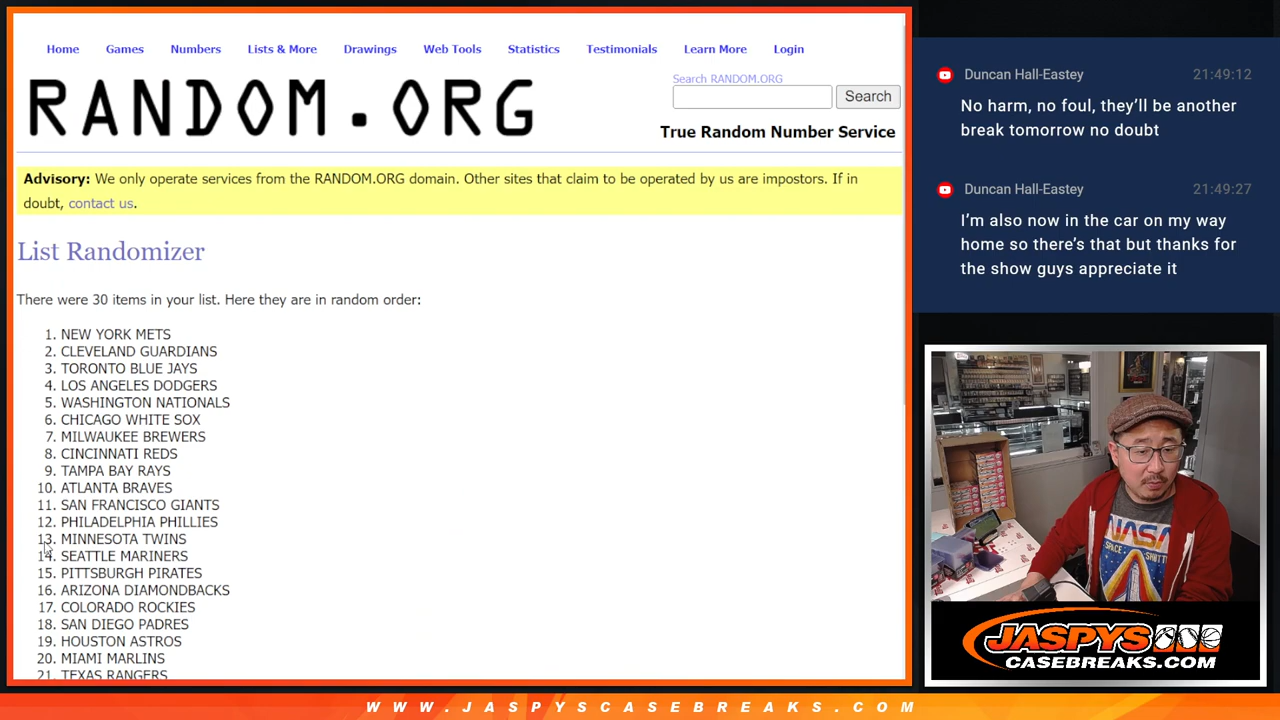 Home Games Numbers Lists & More Drawings Web Tools Statistics Testimonials Learn More Login
RANDOM.ORG
Search RANDOM.ORG
Search
True Random Number Service
Advisory: We only operate services from the RANDOM.ORG domain. Other sites that claim to be operated by us are impostors. If in
doubt, contact us.
List Randomizer
There were 30 items in your list. Here they are in random order:
1. NEW YORK METS
2. CLEVELAND GUARDIANS
3. TORONTO BLUE JAYS
4. LOS ANGELES DODGERS
5. WASHINGTON NATIONALS
6. CHICAGO WHITE SOX
7. MILWAUKEE BREWERS
8. CINCINNATI REDS
9. TAMPA BAY RAYS
10. ATLANTA BRAVES
11. SAN FRANCISCO GIANTS
12. PHILADELPHIA PHILLIES
13. MINNESOTA TWINS
14. SEATTLE MARINERS
15. PITTSBURGH PIRATES
16. ARIZONA DIAMONDBACKS
17. COLORADO ROCKIES
18. SAN DIEGO PADRES
19. HOUSTON ASTROS
20. MIAMI MARLINS
21. TEXAS RANGERS
Duncan Hall-Eastey 21:49:12
No harm, no foul, they'll be another
break tomorrow no doubt
Duncan Hall-Eastey 21:49:27
I'm also now in the car on my way
home so there's that but thanks for
the show guys appreciate it
NASA
SPACE SHUTTLE
JASPYS
CASEBREAKS.COM
WWW.JASPYSCASEBREAKS.COM